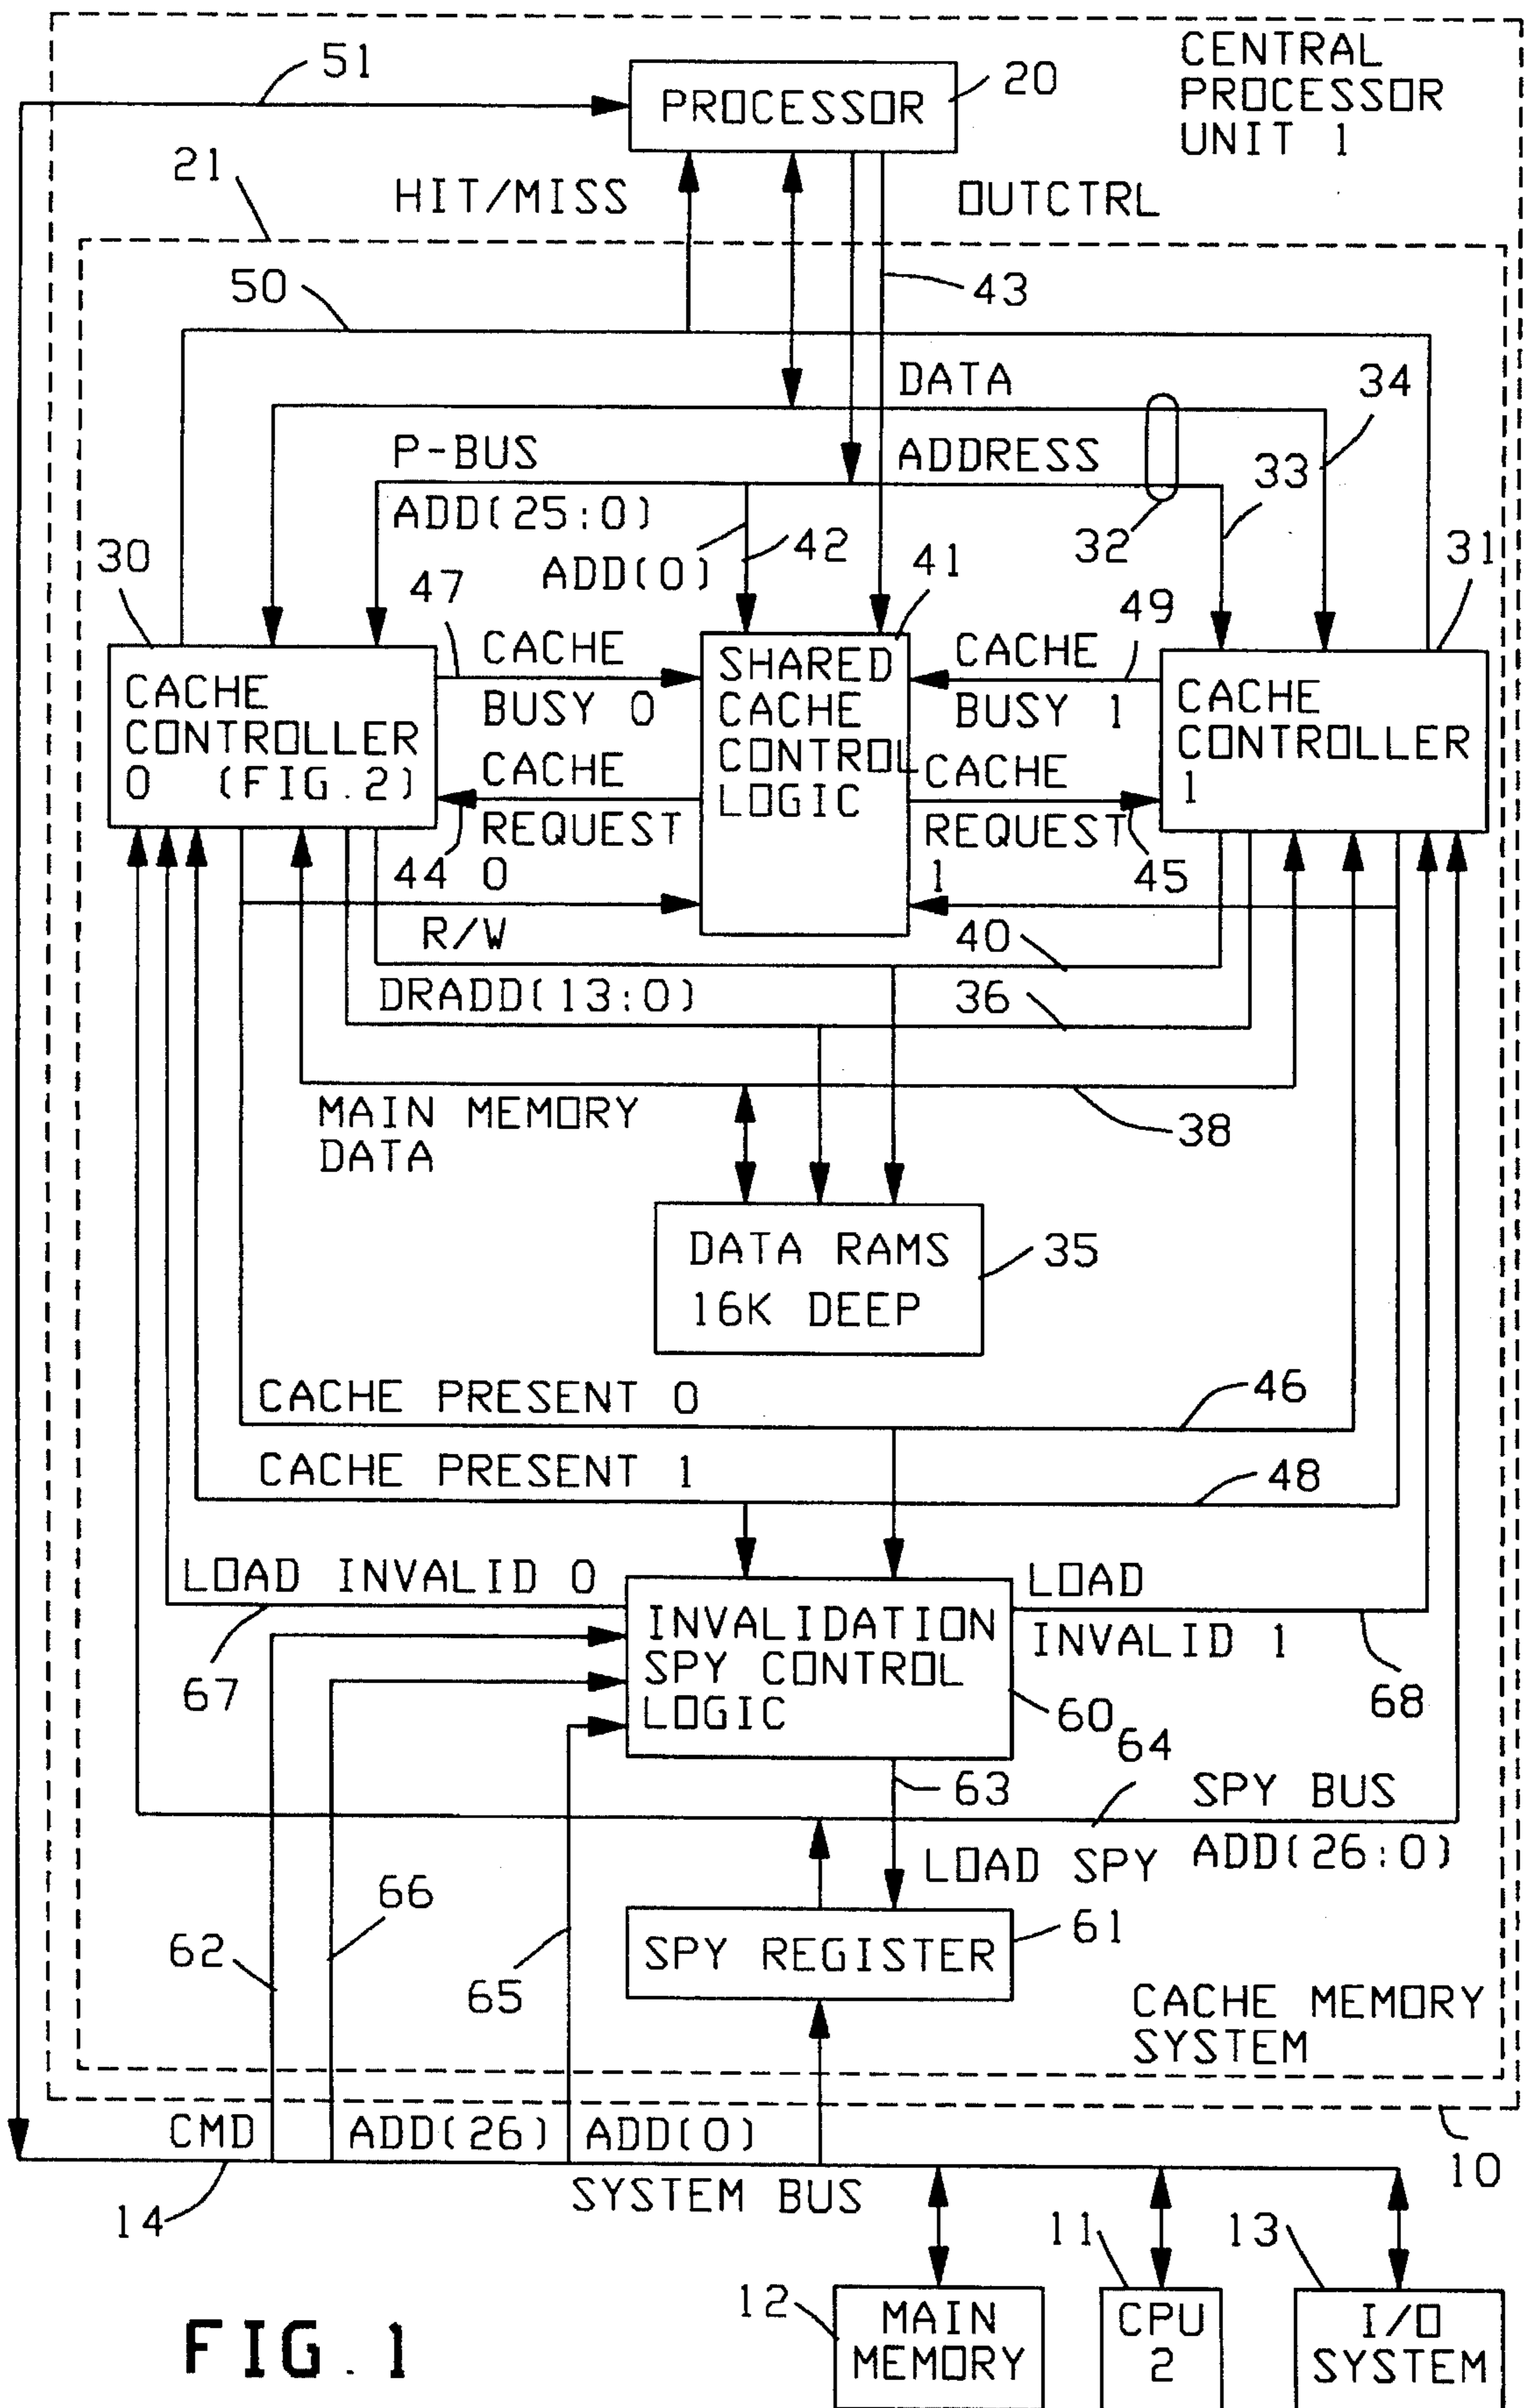 CENTRAL
PROCESSOR
UNIT 1
51
PROCESSOR
20
21
HIT/MISS
OUTCTRL
50
43
DATA
34
P-BUS
ADDRESS
33
ADD(25:0)
32
ADD(0)
42
30
47
41
49
31
CACHE
CONTROLLER
0 (FIG.2)
CACHE
BUSY 0
CACHE
REQUEST
0
44
SHARED
CACHE
CONTROL
LOGIC
CACHE
BUSY 1
CACHE
REQUEST
1
45
CACHE
CONTROLLER
1
R/W
40
DRADD(13:0)
36
MAIN MEMORY
DATA
38
DATA RAMS
16K DEEP
35
CACHE PRESENT 0
46
CACHE PRESENT 1
48
LOAD INVALID 0
LOAD
INVALID 1
67
INVALIDATION
SPY CONTROL
LOGIC
60
68
64
63
SPY BUS
ADD(26:0)
LOAD SPY
66
62
65
SPY REGISTER
61
CACHE MEMORY
SYSTEM
CMD
ADD(26)
ADD(0)
10
SYSTEM BUS
14
11
13
12
MAIN
MEMORY
CPU
2
I/O
SYSTEM
FIG.1